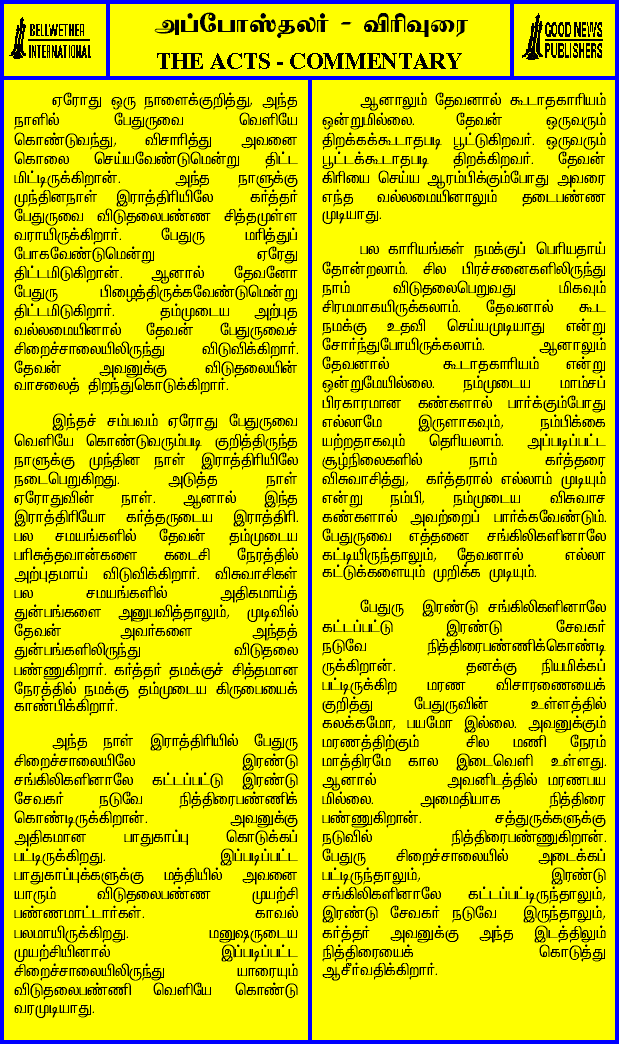 BELLWETHER
INTERNATIONAL
அப்போஸ்தலர் - விரிவுரை
THE ACTS - COMMENTARY
GOOD NEWS
PUBLISHERS
ஏரோது ஒரு நாளைக்குறித்து, அந்த
நாளில் பேதுருவை வெளியே
கொண்டுவந்து, விசாரித்து அவனை
கொலை செய்யவேண்டுமென்று திட்ட
மிட்டிருக்கிறான். அந்த நாளுக்கு
முந்தினநாள் இராத்திரியிலே கர்த்தர்
பேதுருவை விடுதலைபண்ண சித்தமுள்ள
வராயிருக்கிறார். பேதுரு மரித்துப்
போகவேண்டுமென்று ஏரேது
திட்டமிடுகிறான். ஆனால் தேவனோ
பேதுரு பிழைத்திருக்கவேண்டுமென்று
திட்டமிடுகிறார். தம்முடைய அற்புத
வல்லமையினால் தேவன் பேதுருவைச்
சிறைச்சாலையிலிருந்து விடுவிக்கிறார்.
தேவன் அவனுக்கு விடுதலையின்
வாசலைத் திறந்துகொடுக்கிறார்.
இந்தச் சம்பவம் ஏரோது பேதுருவை
வெளியே கொண்டுவரும்படி குறித்திருந்த
நாளுக்கு முந்தின நாள் இராத்திரியிலே
நடைபெறுகிறது. அடுத்த நாள்
ஏரோதுவின் நாள். ஆனால் இந்த
இராத்திரியோ கர்த்தருடைய இராத்திரி.
பல சமயங்களில் தேவன் தம்முடைய
பரிசுத்தவான்களை கடைசி நேரத்தில்
அற்புதமாய் விடுவிக்கிறார். விசுவாசிகள்
பல சமயங்களில் அதிகமாய்த்
துன்பங்களை அனுபவித்தாலும், முடிவில்
தேவன் அவர்களை அந்தத்
துன்பங்களிலிருந்து விடுதலை
பண்ணுகிறார். கர்த்தர் தமக்குச் சித்தமான
நேரத்தில் நமக்கு தம்முடைய கிருபையைக்
காண்பிக்கிறார்.
அந்த நாள் இராத்திரியில் பேதுரு
சிறைச்சாலையிலே இரண்டு
சங்கிலிகளினாலே கட்டப்பட்டு இரண்டு
சேவகர் நடுவே நித்திரைபண்ணிக்
கொண்டிருக்கிறான். அவனுக்கு
அதிகமான பாதுகாப்பு கொடுக்கப்
பட்டிருக்கிறது. இப்படிப்பட்ட
பாதுகாப்புக்களுக்கு மத்தியில் அவனை
யாரும் விடுதலைபண்ண முயற்சி
பண்ணமாட்டார்கள். காவல்
பலமாயிருக்கிறது. மனுஷருடைய
முயற்சியினால் இப்படிப்பட்ட
சிறைச்சாலையிலிருந்து யாரையும்
விடுதலைபண்ணி வெளியே கொண்டு
வரமுடியாது.
ஆனாலும் தேவனால் கூடாதகாரியம்
ஒன்றுமில்லை. தேவன் ஒருவரும்
திறக்கக்கூடாதபடி பூட்டுகிறவர். ஒருவரும்
பூட்டக்கூடாதபடி திறக்கிறவர். தேவன்
கிரியை செய்ய ஆரம்பிக்கும்போது அவரை
எந்த வல்லமையினாலும் தடைபண்ண
முடியாது.
பல காரியங்கள் நமக்குப் பெரியதாய்
தோன்றலாம். சில பிரச்சனைகளிலிருந்து
நாம் விடுதலைபெறுவது மிகவும்
சிரமமாகயிருக்கலாம். தேவனால் கூட
நமக்கு உதவி செய்யமுடியாது என்று
சோர்ந்துபோயிருக்கலாம். ஆனாலும்
தேவனால் கூடாதகாரியம் என்று
ஒன்றுமேயில்லை. நம்முடைய மாம்சப்
பிரகாரமான கண்களால் பார்க்கும்போது
எல்லாமே இருளாகவும், நம்பிக்கை
யற்றதாகவும் தெரியலாம். அப்படிப்பட்ட
சூழ்நிலைகளில் நாம் கர்த்தரை
விசுவாசித்து, கர்த்தரால் எல்லாம் முடியும்
என்று நம்பி, நம்முடைய விசுவாச
கண்களால் அவற்றைப் பார்க்கவேண்டும்.
பேதுருவை எத்தனை சங்கிலிகளினாலே
கட்டியிருந்தாலும், தேவனால் எல்லா
கட்டுக்களையும் முறிக்க முடியும்.
பேதுரு இரண்டு சங்கிலிகளினாலே
கட்டப்பட்டு இரண்டு சேவகர்
நடுவே நித்திரைபண்ணிக்கொண்டி
ருக்கிறான். தனக்கு நியமிக்கப்
பட்டிருக்கிற மரண விசாரணையைக்
குறித்து பேதுருவின் உள்ளத்தில்
கலக்கமோ, பயமோ இல்லை. அவனுக்கும்
மரணத்திற்கும் சில மணி நேரம்
மாத்திரமே கால இடைவெளி உள்ளது.
ஆனால் அவனிடத்தில் மரணபய
மில்லை. அமைதியாக நித்திரை
பண்ணுகிறான். சத்துருக்களுக்கு
நடுவில் நித்திரைபண்ணுகிறான்.
பேதுரு சிறைச்சாலையில் அடைக்கப்
பட்டிருந்தாலும், இரண்டு
சங்கிலிகளினாலே கட்டப்பட்டிருந்தாலும்,
இரண்டு சேவகர் நடுவே இருந்தாலும்,
கர்த்தர் அவனுக்கு அந்த இடத்திலும்
நித்திரையைக் கொடுத்து
ஆசீர்வதிக்கிறார்.